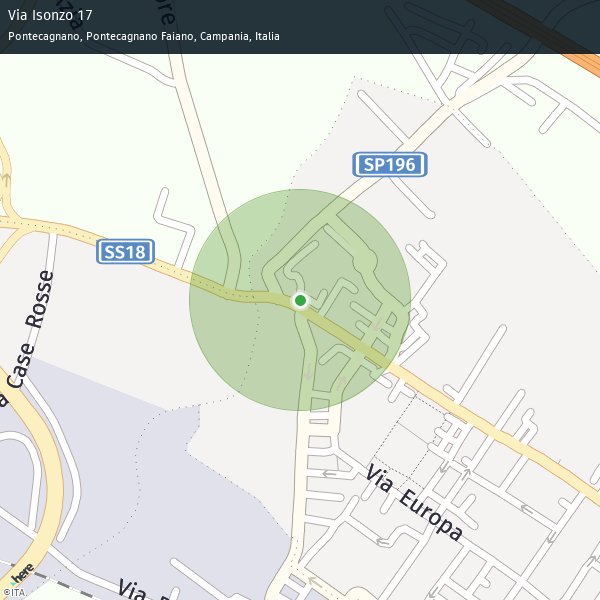 Via Isonzo 17
Pontecagnano, Pontecagnano Faiano, Campania, Italia
SP196
SS18
Case Rosse
Via Europa
Via
here
©ITA.